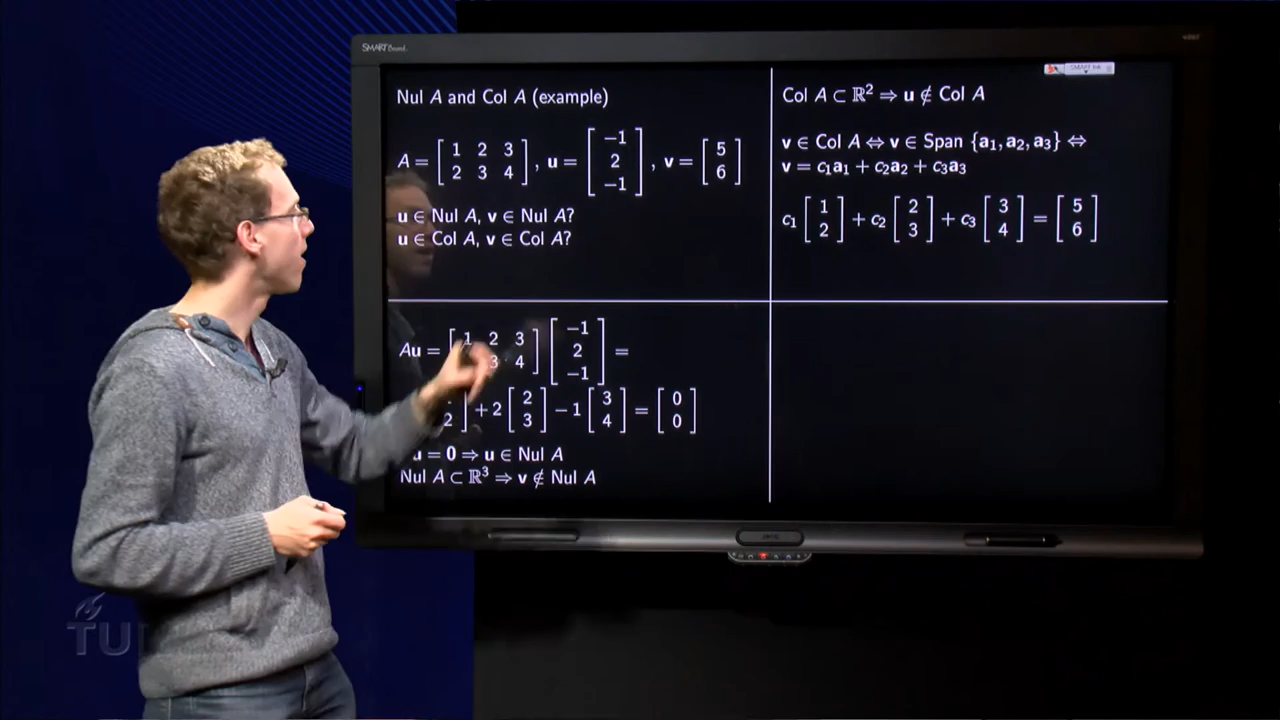 SMART Board
SMART Ink
Nul A and Col A (example)
A = [ 1 2 3 ; 2 3 4 ], u = [ −1 ; 2 ; −1 ], v = [ 5 ; 6 ]
u ∈ Nul A, v ∈ Nul A?
u ∈ Col A, v ∈ Col A?
Au = [ 1 2 3 ; 3 4 ] [ −1 ; 2 ; −1 ] =
2 ] + 2 [ 2 ; 3 ] − 1 [ 3 ; 4 ] = [ 0 ; 0 ]
u = 0 ⇒ u ∈ Nul A
Nul A ⊂ ℝ³ ⇒ v ∉ Nul A
Col A ⊂ ℝ² ⇒ u ∉ Col A
v ∈ Col A ⇔ v ∈ Span {a₁, a₂, a₃} ⇔
v = c₁a₁ + c₂a₂ + c₃a₃
c₁ [ 1 ; 2 ] + c₂ [ 2 ; 3 ] + c₃ [ 3 ; 4 ] = [ 5 ; 6 ]
TU